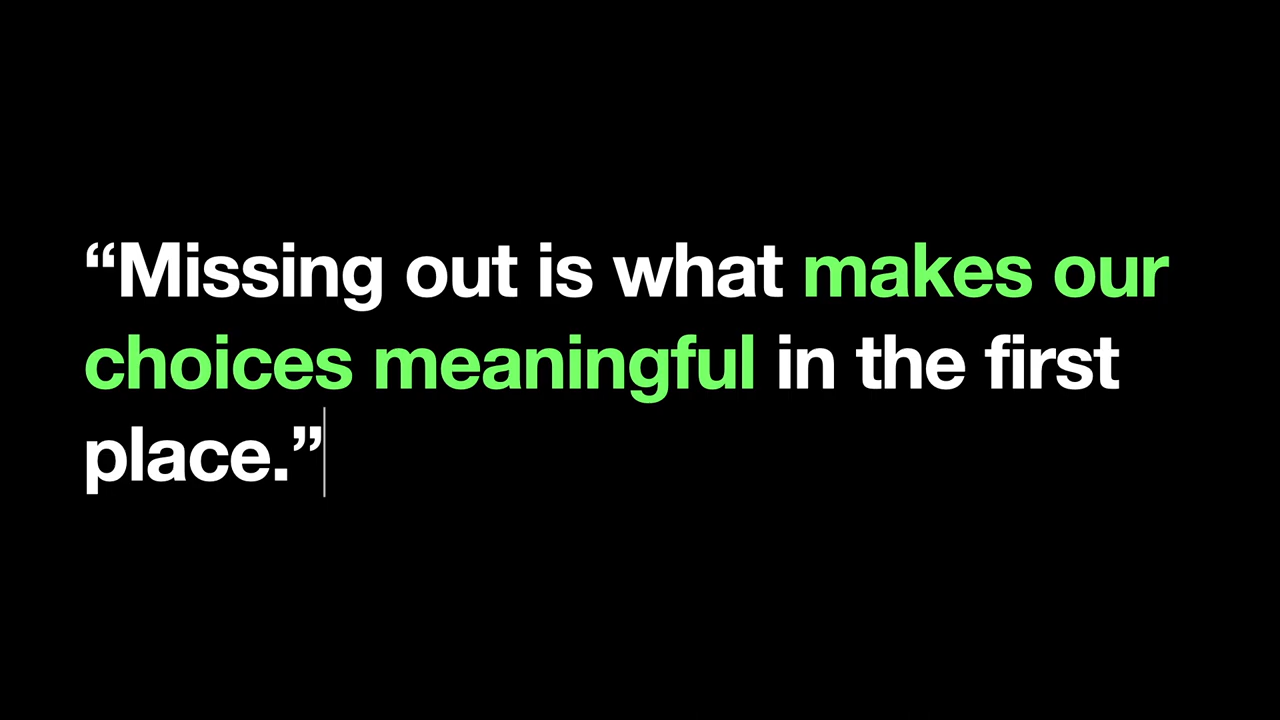 “Missing out is what makes our
choices meaningful in the first
place.”